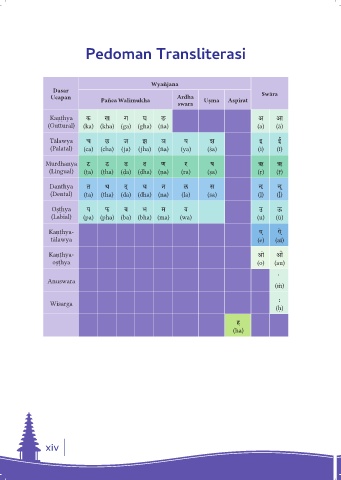 Pedoman Transliterasi
Dasar Ucapan Wyañjana Swara
Pañca Walimukha Ardha swara Uṣma Aspirat
Kaṇṭhya क ख ग घ ङ अ आ
(Guttural) (ka) (kha) (ga) (gha) (ṅa) (a) (ā)
Tālawya च छ ज झ ञ य श इ ई
(Palatal) (ca) (cha) (ja) (jha) (ña) (ya) (śa) (i) (ī)
Murdhanya ट ठ ड ढ ण र ष ऋ ॠ
(Lingual) (ṭa) (ṭha) (ḍa) (ḍha) (ṇa) (ra) (ṣa) (ṛ) (ṝ)
Danthya त थ द ध न ल स ऌ ॡ
(Dental) (ta) (tha) (da) (dha) (na) (la) (sa) (ḷ) (ḹ)
Oṣṭhya प फ ब भ म व उ ऊ
(Labial) (pa) (pha) (ba) (bha) (ma) (wa) (u) (ū)
Kaṇṭhya- ए ऐ
tālawya (e) (ai)
Kaṇṭhya- ओ औ
oṣṭhya (o) (au)
Anuswara (ṁ)
Wisarga :
(ḥ)
ह
(ha)
xiv